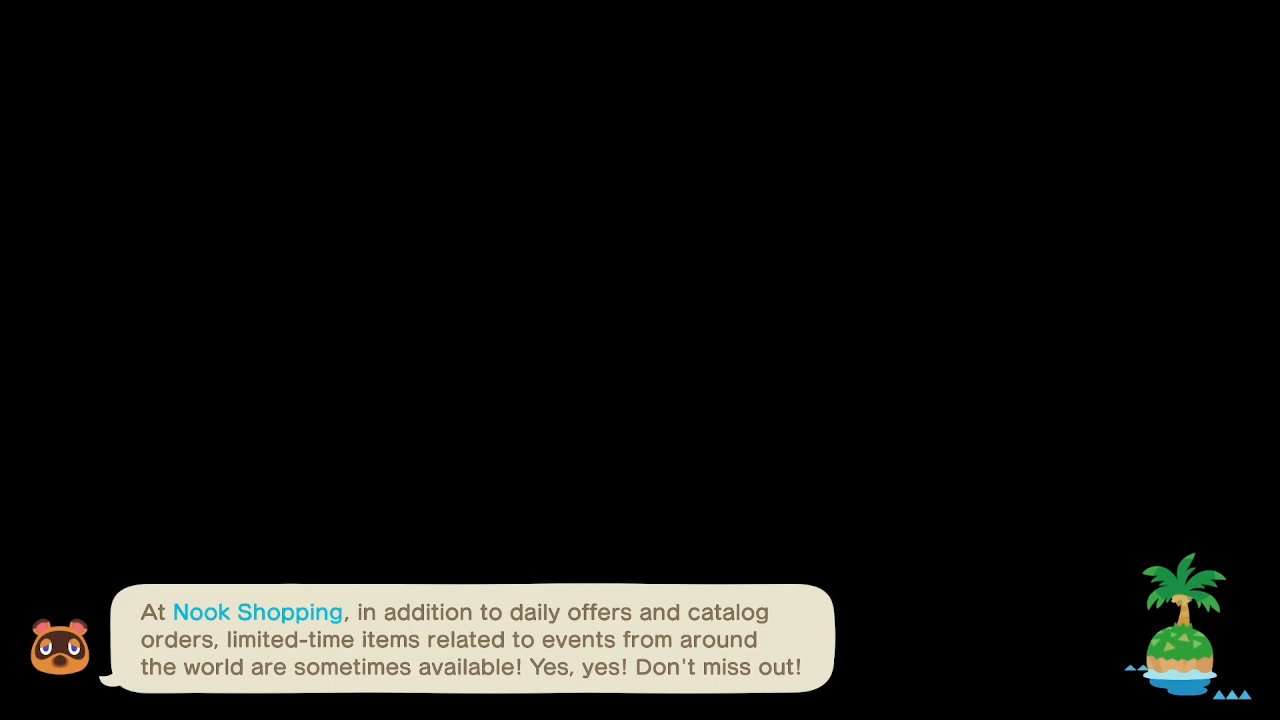 At Nook Shopping, in addition to daily offers and catalog
orders, limited-time items related to events from around
the world are sometimes available! Yes, yes! Don't miss out!